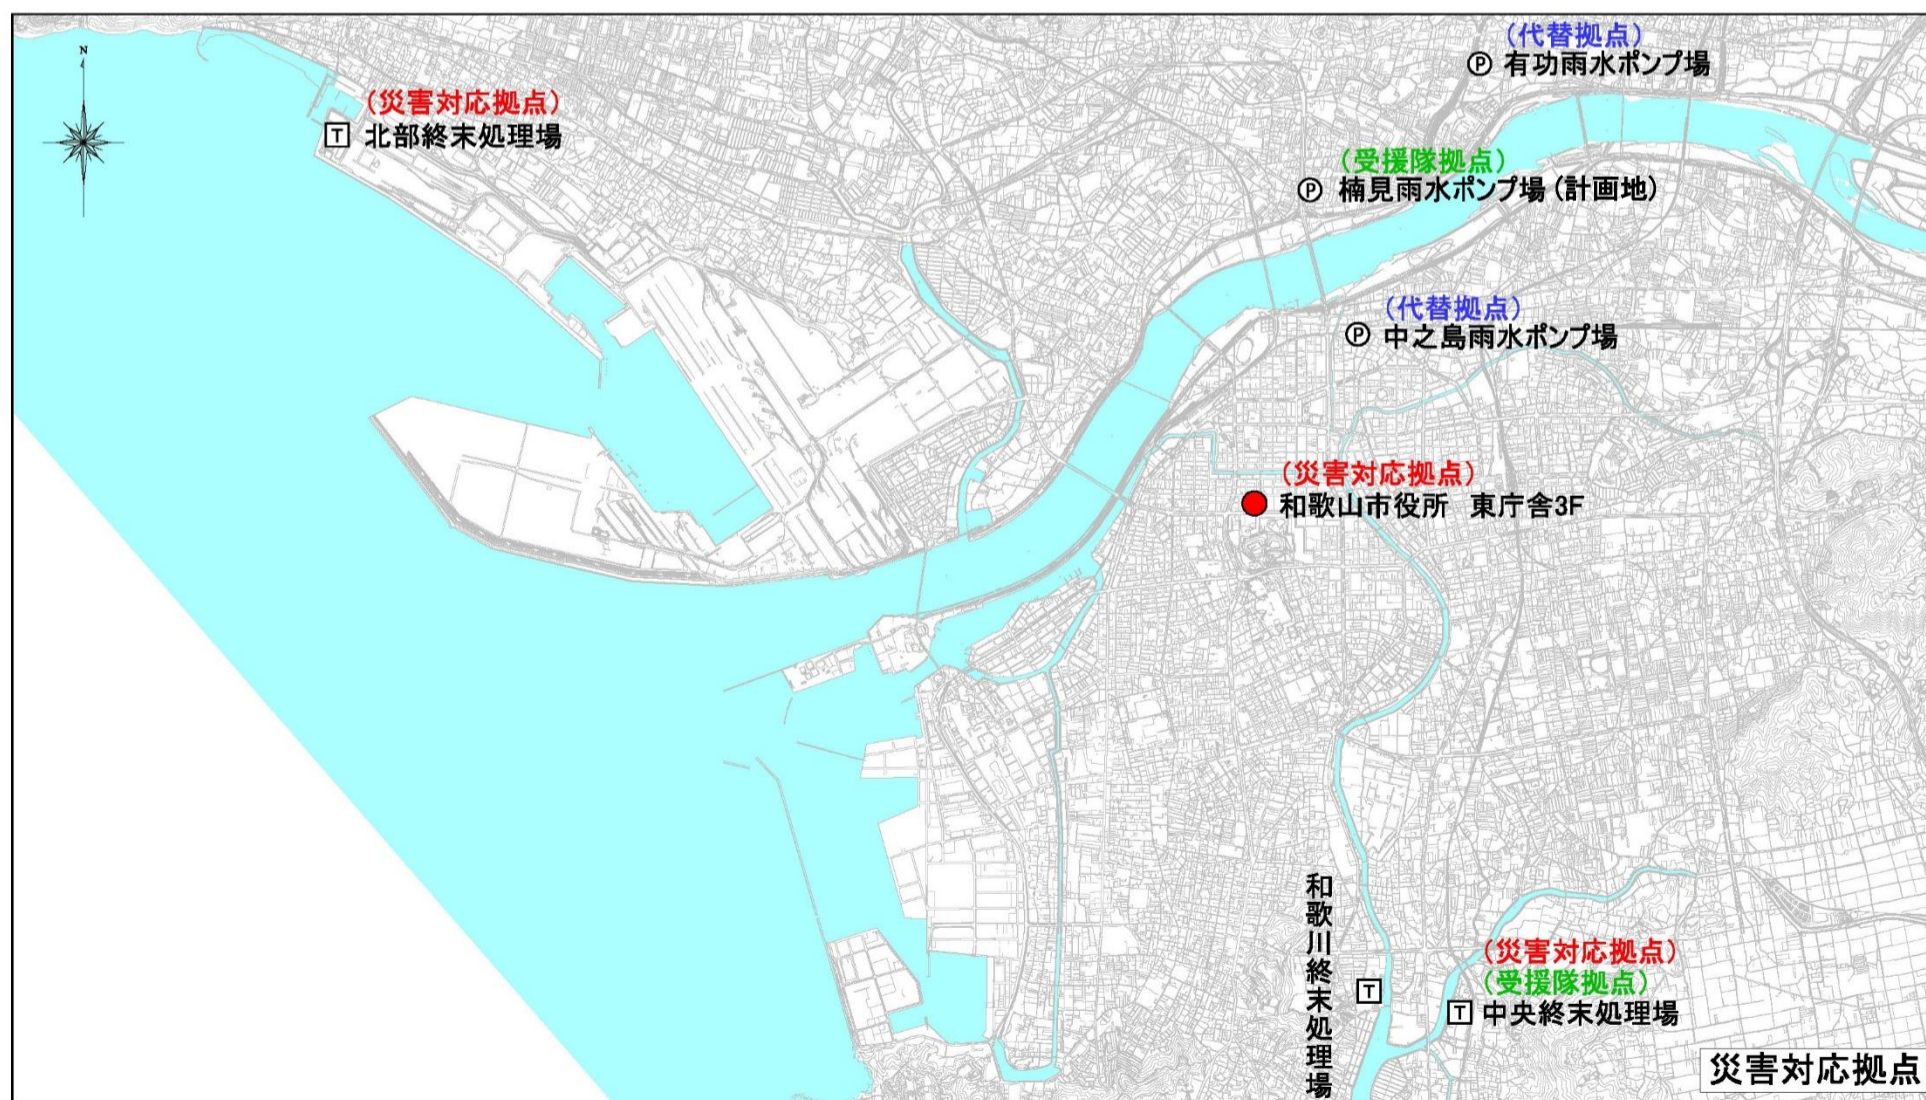 N
(代替拠点)
Ⓟ 有功雨水ポンプ場
(災害対応拠点)
T 北部終末処理場
(受援隊拠点)
Ⓟ 楠見雨水ポンプ場(計画地)
(代替拠点)
Ⓟ 中之島雨水ポンプ場
(災害対応拠点)
和歌山市役所 東庁舎3F
和歌川終末処理場
T
(災害対応拠点)
(受援隊拠点)
T 中央終末処理場
災害対応拠点